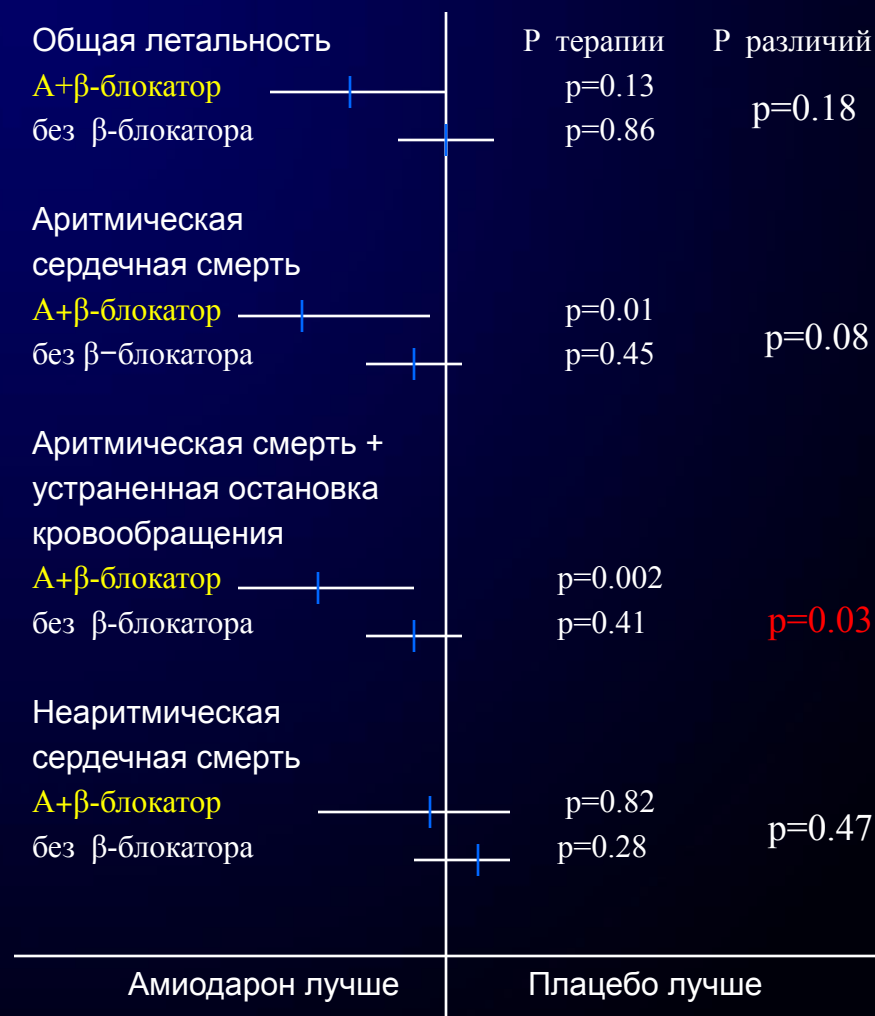 Общая летальность Р терапии Р различий
А+β-блокатор p=0.13
p=0.18
без β-блокатора p=0.86
Аритмическая
сердечная смерть
А+β-блокатор p=0.01
p=0.08
без β−блокатора p=0.45
Аритмическая смерть +
устраненная остановка
кровообращения
А+β-блокатор p=0.002
без β-блокатора p=0.41 p=0.03
Неаритмическая
сердечная смерть
А+β-блокатор p=0.82
p=0.47
без β-блокатора p=0.28
Амиодарон лучше Плацебо лучше